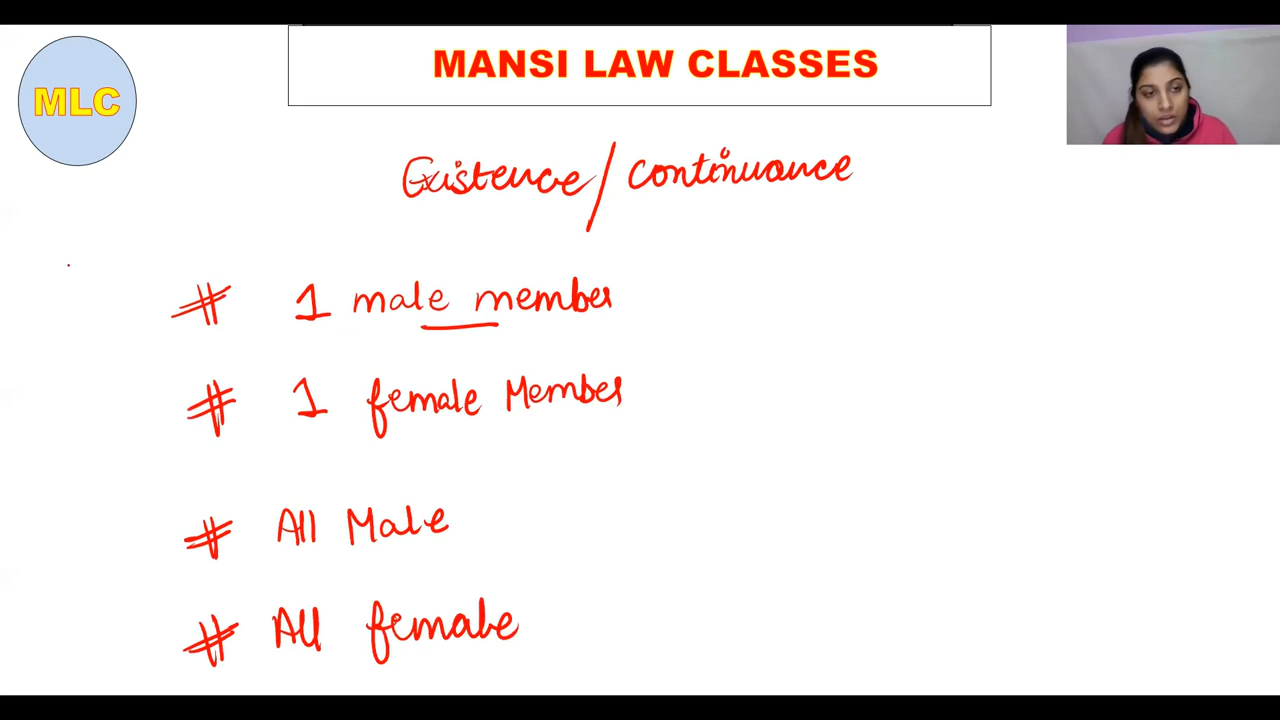 MANSI LAW CLASSES
MLC
Existence/continuance
# 1 male member
# 1 female Member
# All Male
# All female